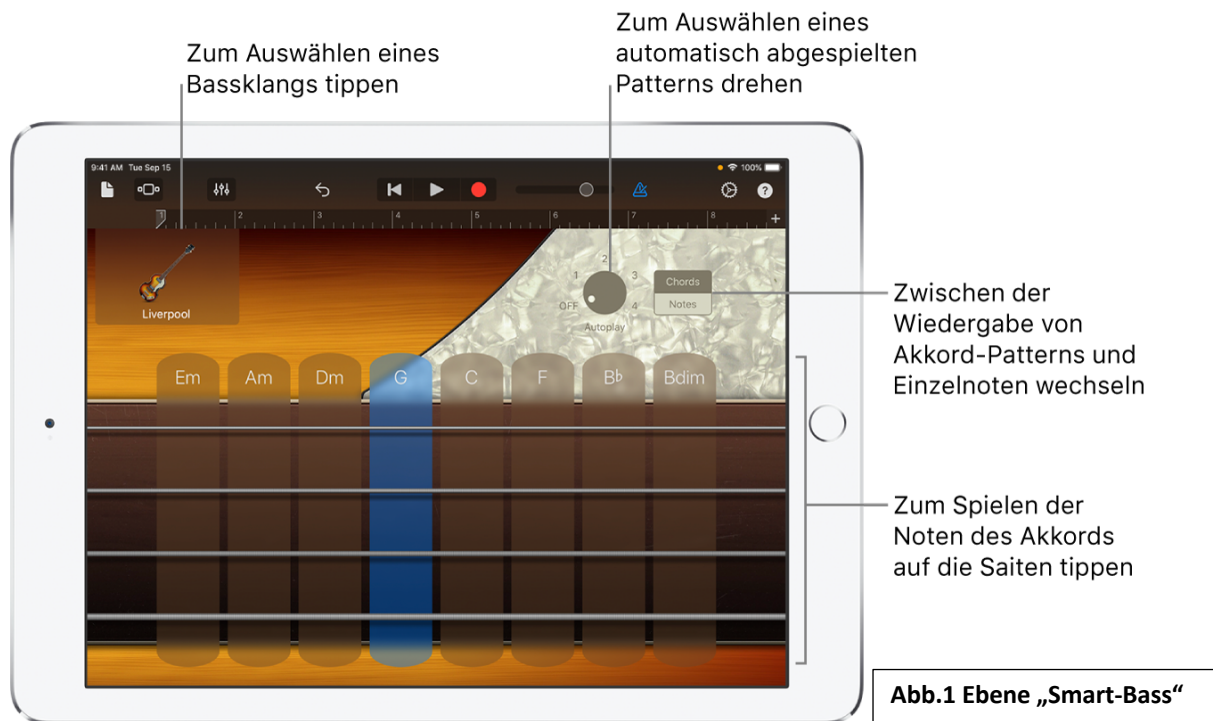 Zum Auswählen eines
automatisch abgespielten
Patterns drehen
Zum Auswählen eines
Bassklangs tippen
9:41 AM Tue Sep 15
100%
?
1 2 3 4 5 6 7 8 +
Liverpool
OFF 1 2 3 4
Autoplay
Chords
Notes
Em Am Dm G C F B♭ Bdim
Zwischen der
Wiedergabe von
Akkord-Patterns und
Einzelnoten wechseln
Zum Spielen der
Noten des Akkords
auf die Saiten tippen
Abb.1 Ebene „Smart-Bass“